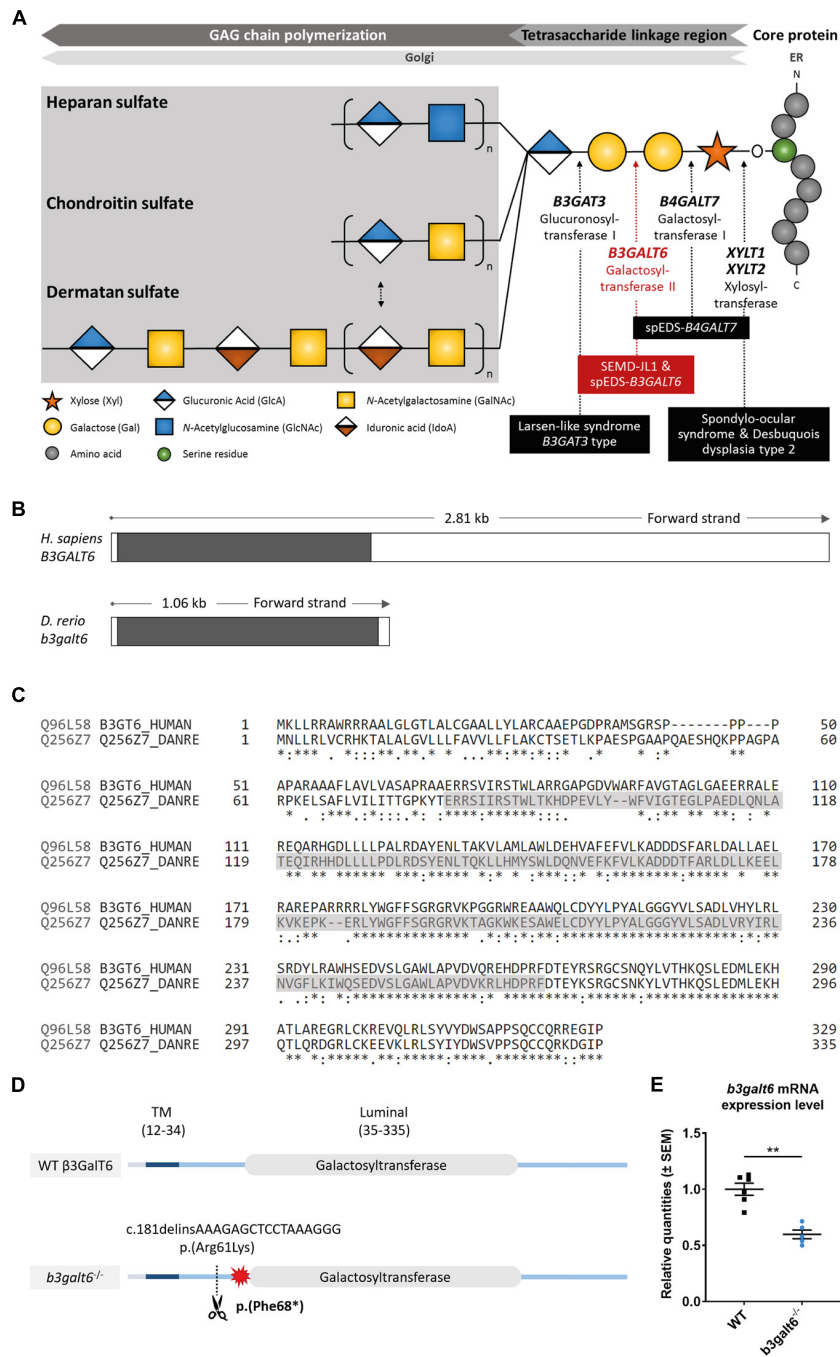 A
GAG chain polymerization
Tetrasaccharide linkage region
Core protein
Golgi
ER
N
Heparan sulfate
n
O
Chondroitin sulfate
n
B3GAT3
Glucuronosyl-
transferase I
B4GALT7
Galactosyl-
transferase I
B3GALT6
Galactosyl-
transferase II
XYLT1
XYLT2
Xylosyl-
transferase
C
Dermatan sulfate
n
spEDS-B4GALT7
SEMD-JL1 &
spEDS-B3GALT6
Larsen-like syndrome
B3GAT3 type
Spondylo-ocular
syndrome & Desbuquois
dysplasia type 2
Xylose (Xyl)
Glucuronic Acid (GlcA)
N-Acetylgalactosamine (GalNAc)
Galactose (Gal)
N-Acetylglucosamine (GlcNAc)
Iduronic acid (IdoA)
Amino acid
Serine residue
B
2.81 kb Forward strand
H. sapiens
B3GALT6
1.06 kb Forward strand
D. rerio
b3galt6
C
Q96L58 B3GT6_HUMAN 1 MKLLRRAWRRRAALGLGTLALCGAALLYLARCAAEPGDPRAMSGRSP-------PP---P 50
Q256Z7 Q256Z7_DANRE 1 MNLLRLVCRHKTALAGLVLLLFAVVLLFLAKCTSETLKPAESPGAAPQAESHQKPPAGPA 60
Q96L58 B3GT6_HUMAN 51 APARAAAFLAVLVASAPRAAERRSVIRSTWLARRGAPGDVWARFAVGTAGLGAEERRALE 110
Q256Z7 Q256Z7_DANRE 61 RPKELSAFLVILITTGPKYTERRSIIRSTWLTKHDPEVLY--WFVIGTEGLPAEDLQNLA 118
Q96L58 B3GT6_HUMAN 111 REQARHGDLLLLPALRDAYENLTAKVLAMLAWLDEHVAFEFVLKADDDSFARLDALLAEL 170
Q256Z7 Q256Z7_DANRE 119 TEQIRHHDLLLLPDLRDSYENLTQKLLHMYSWLDQNVEFKFVLKADDDTFARLDLLKEEL 178
Q96L58 B3GT6_HUMAN 171 RAREPARRRRLYWGFFSGRGRVKPGGRWREAAWQLCDYYLPYALGGGYVLSADLVHYLRL 230
Q256Z7 Q256Z7_DANRE 179 KVKEPK--ERLYWGFFSGRGRVKTAGKWKESAWELCDYYLPYALGGGYVLSADLVRYIRL 236
Q96L58 B3GT6_HUMAN 231 SRDYLRAWHSEDVSLGAWLAPVDVQREHDPRFDTEYRSRGCSNQYLVTHKQSLEDMLEKH 290
Q256Z7 Q256Z7_DANRE 237 NVGFLKIWQSEDVSLGAWLAPVDVKRLHDPRFDTEYKSRGCSNKYLVTHKQSLEDMLEKH 296
Q96L58 B3GT6_HUMAN 291 ATLAREGRLCKREVQLRLSYVYDWSAPPSQCCQRREGIP 329
Q256Z7 Q256Z7_DANRE 297 QTLQRDGRLCKEEVKLRLSYIYDWSVPPSQCCQRKDGIP 335
D
TM
(12-34)
Luminal
(35-335)
WT β3GalT6
Galactosyltransferase
c.181delinsAAAGAGCTCCTAAAGGG
p.(Arg61Lys)
b3galt6-/-
Galactosyltransferase
p.(Phe68*)
E
b3galt6 mRNA
expression level
Relative quantities (± SEM)
1.5
1.0
0.5
0.0
**
WT
b3galt6-/-